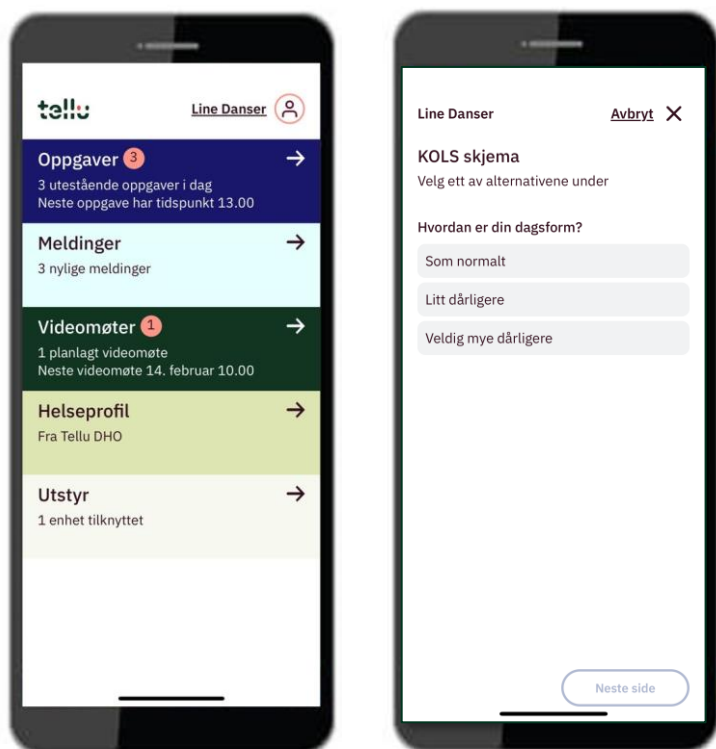 tellu
Line Danser
Oppgaver 3
3 utestående oppgaver i dag
Neste oppgave har tidspunkt 13.00
Meldinger
3 nylige meldinger
Videomøter 1
1 planlagt videomøte
Neste videomøte 14. februar 10.00
Helseprofil
Fra Tellu DHO
Utstyr
1 enhet tilknyttet
Line Danser
Avbryt
KOLS skjema
Velg ett av alternativene under
Hvordan er din dagsform?
Som normalt
Litt dårligere
Veldig mye dårligere
Neste side